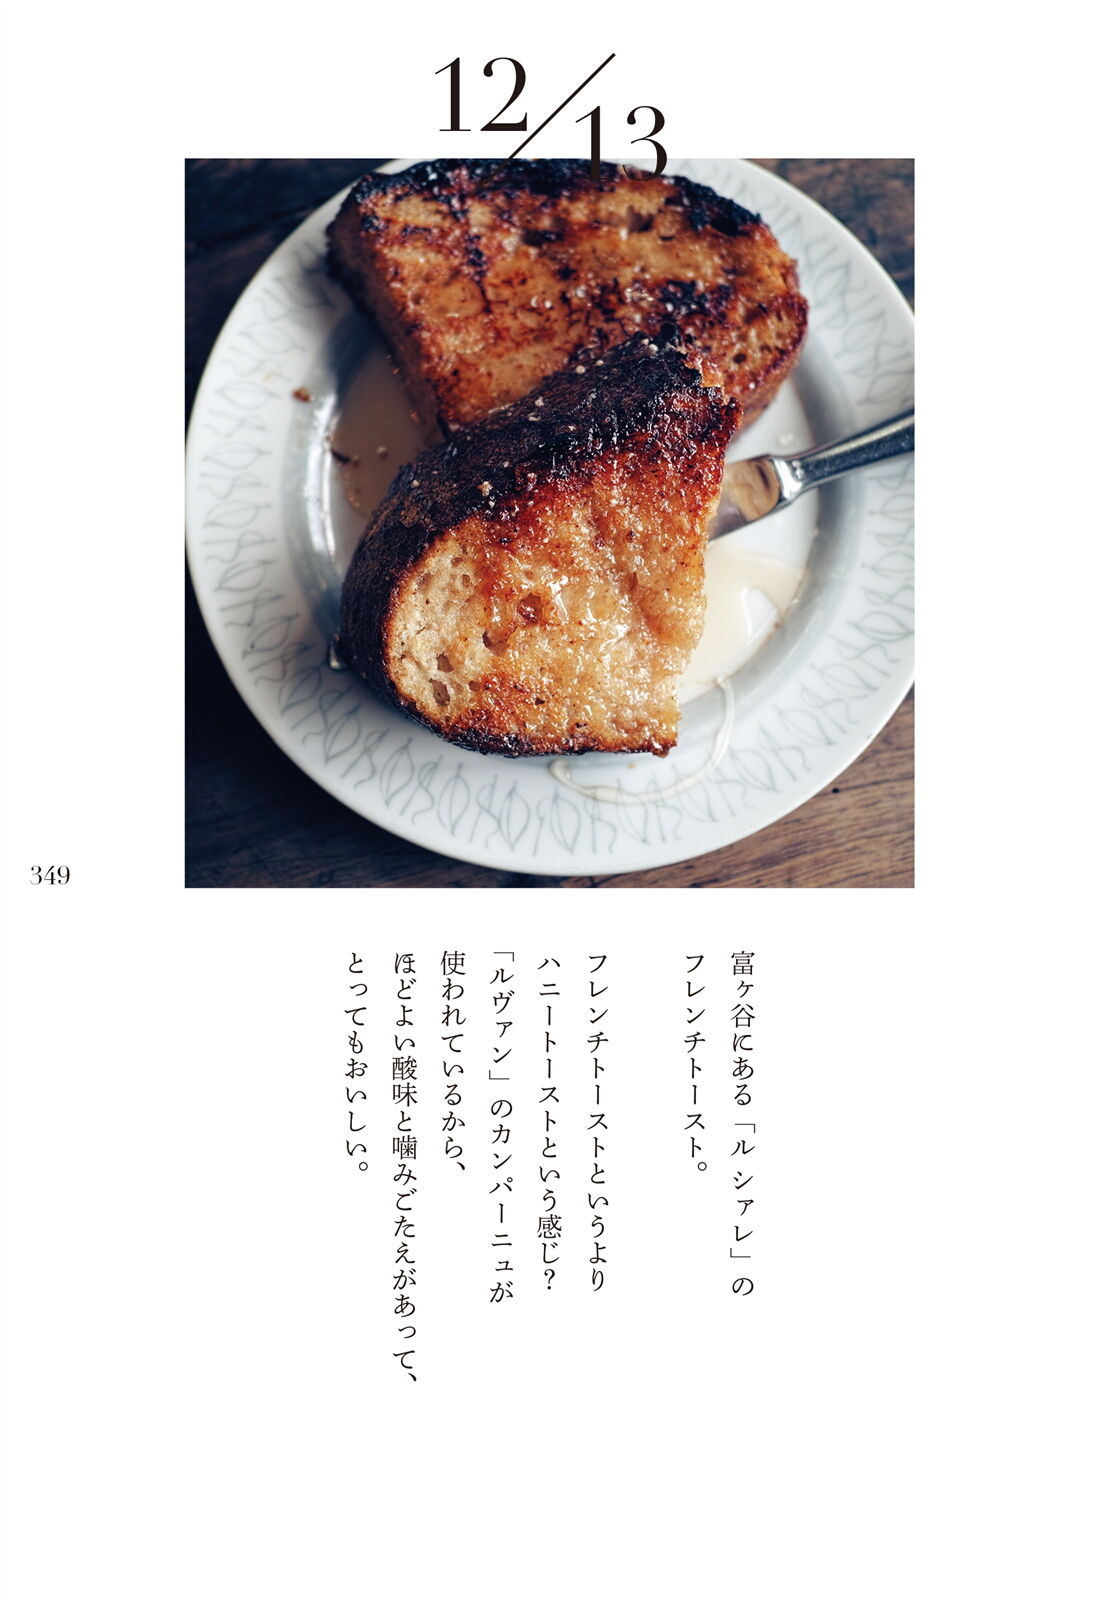 12/13
富ヶ谷にある「ル シァレ」の
フレンチトースト。
フレンチトーストというより
ハニートーストという感じ？
「ルヴァン」のカンパーニュが
使われているから、
ほどよい酸味と噛みごたえがあって、
とってもおいしい。
349